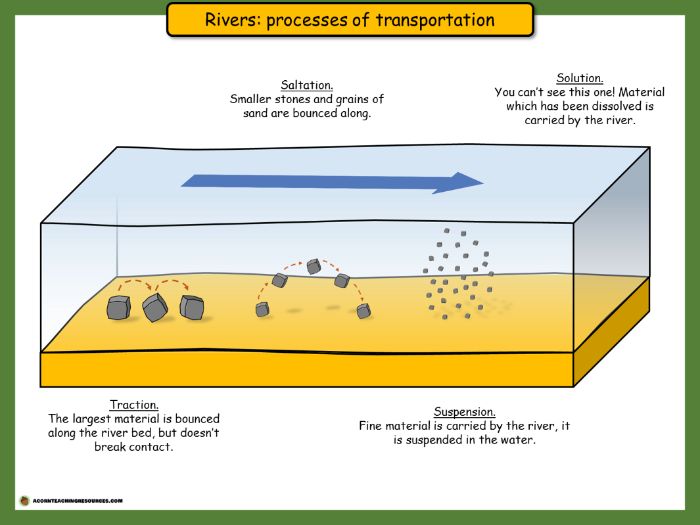 Rivers: processes of transportation
Saltation.
Smaller stones and grains of
sand are bounced along.
Solution.
You can't see this one! Material
which has been dissolved is
carried by the river.
Traction.
The largest material is bounced
along the river bed, but doesn't
break contact.
Suspension.
Fine material is carried by the river, it
is suspended in the water.
ACORNTEACHINGRESOURCES.COM